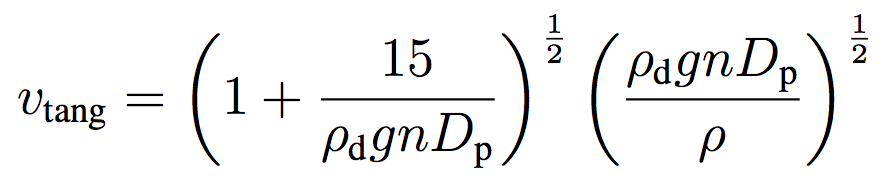 v_tang = (1 + 15/(ρ_d g n D_p))^(1/2) (ρ_d g n D_p/ρ)^(1/2)